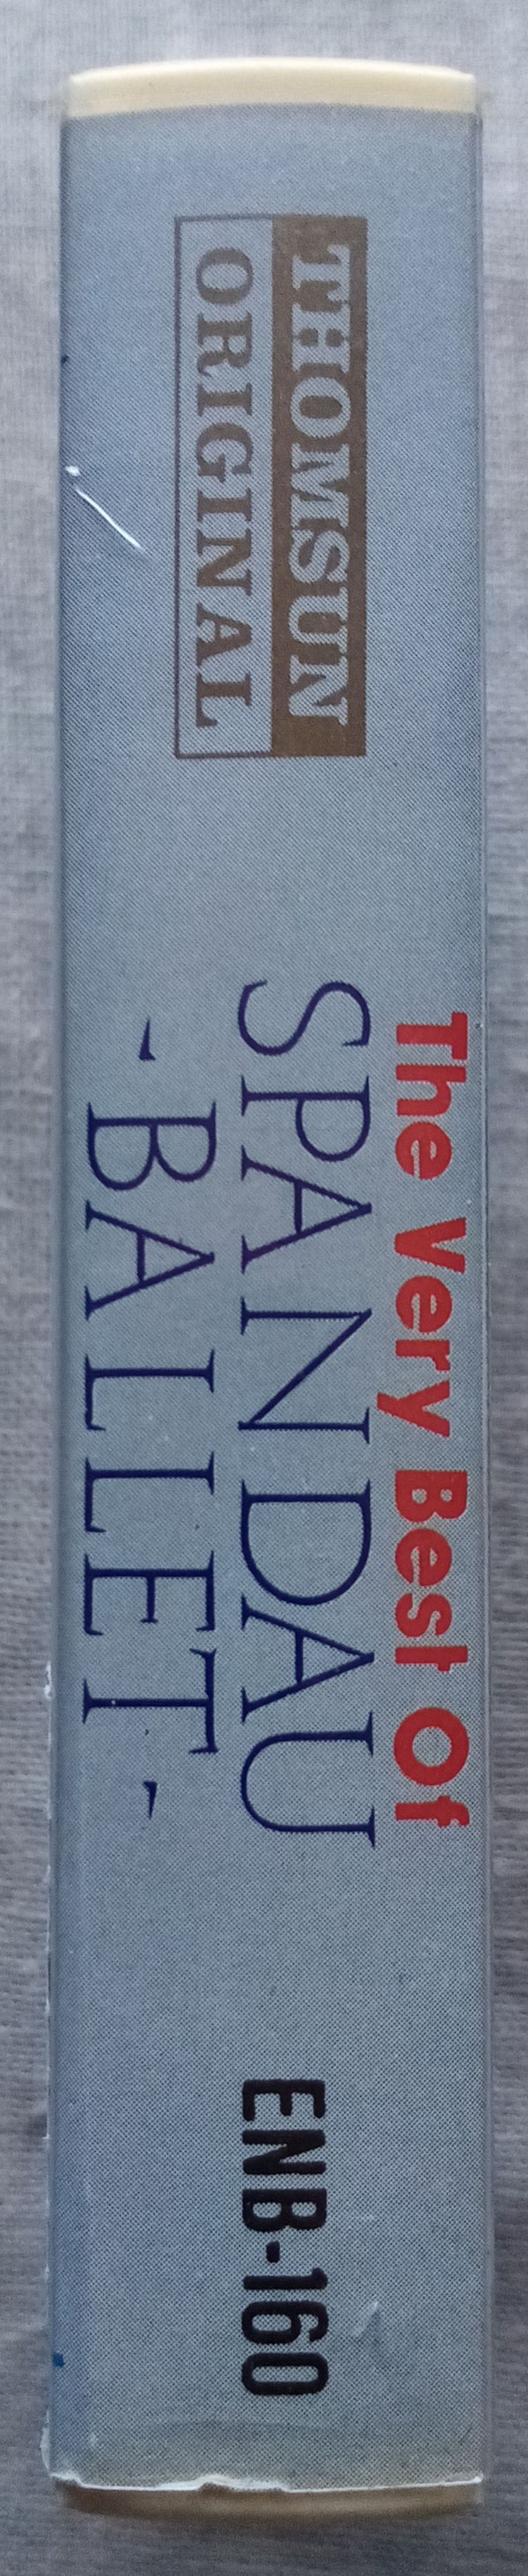 THOMSUN
ORIGINAL
The Very Best Of
SPANDAU
- BALLET -
ENB-160